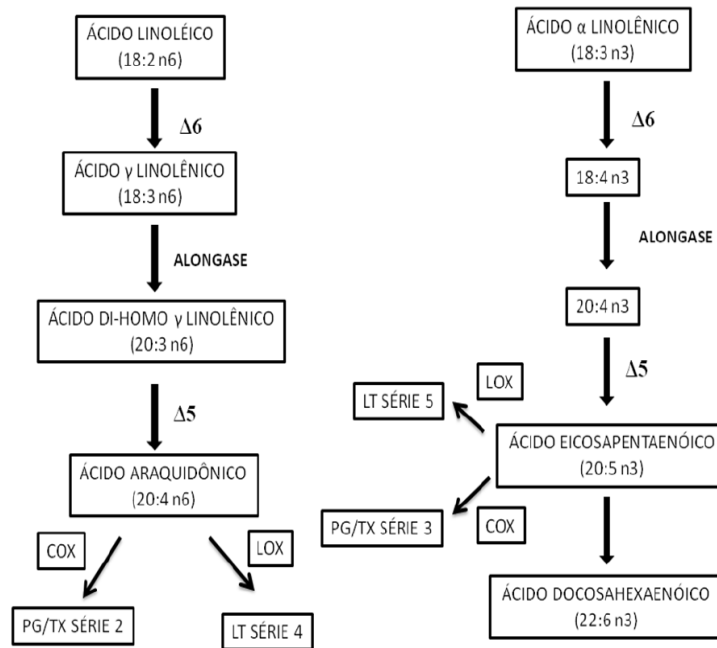 ÁCIDO LINOLÉICO
(18:2 n6)
Δ6
ÁCIDO γ LINOLÊNICO
(18:3 n6)
ALONGASE
ÁCIDO DI-HOMO γ LINOLÊNICO
(20:3 n6)
Δ5
ÁCIDO ARAQUIDÔNICO
(20:4 n6)
COX
LOX
PG/TX SÉRIE 2
LT SÉRIE 4
ÁCIDO α LINOLÊNICO
(18:3 n3)
Δ6
18:4 n3
ALONGASE
20:4 n3
Δ5
LOX
LT SÉRIE 5
ÁCIDO EICOSAPENTAENÓICO
(20:5 n3)
PG/TX SÉRIE 3
COX
ÁCIDO DOCOSAHEXAENÓICO
(22:6 n3)